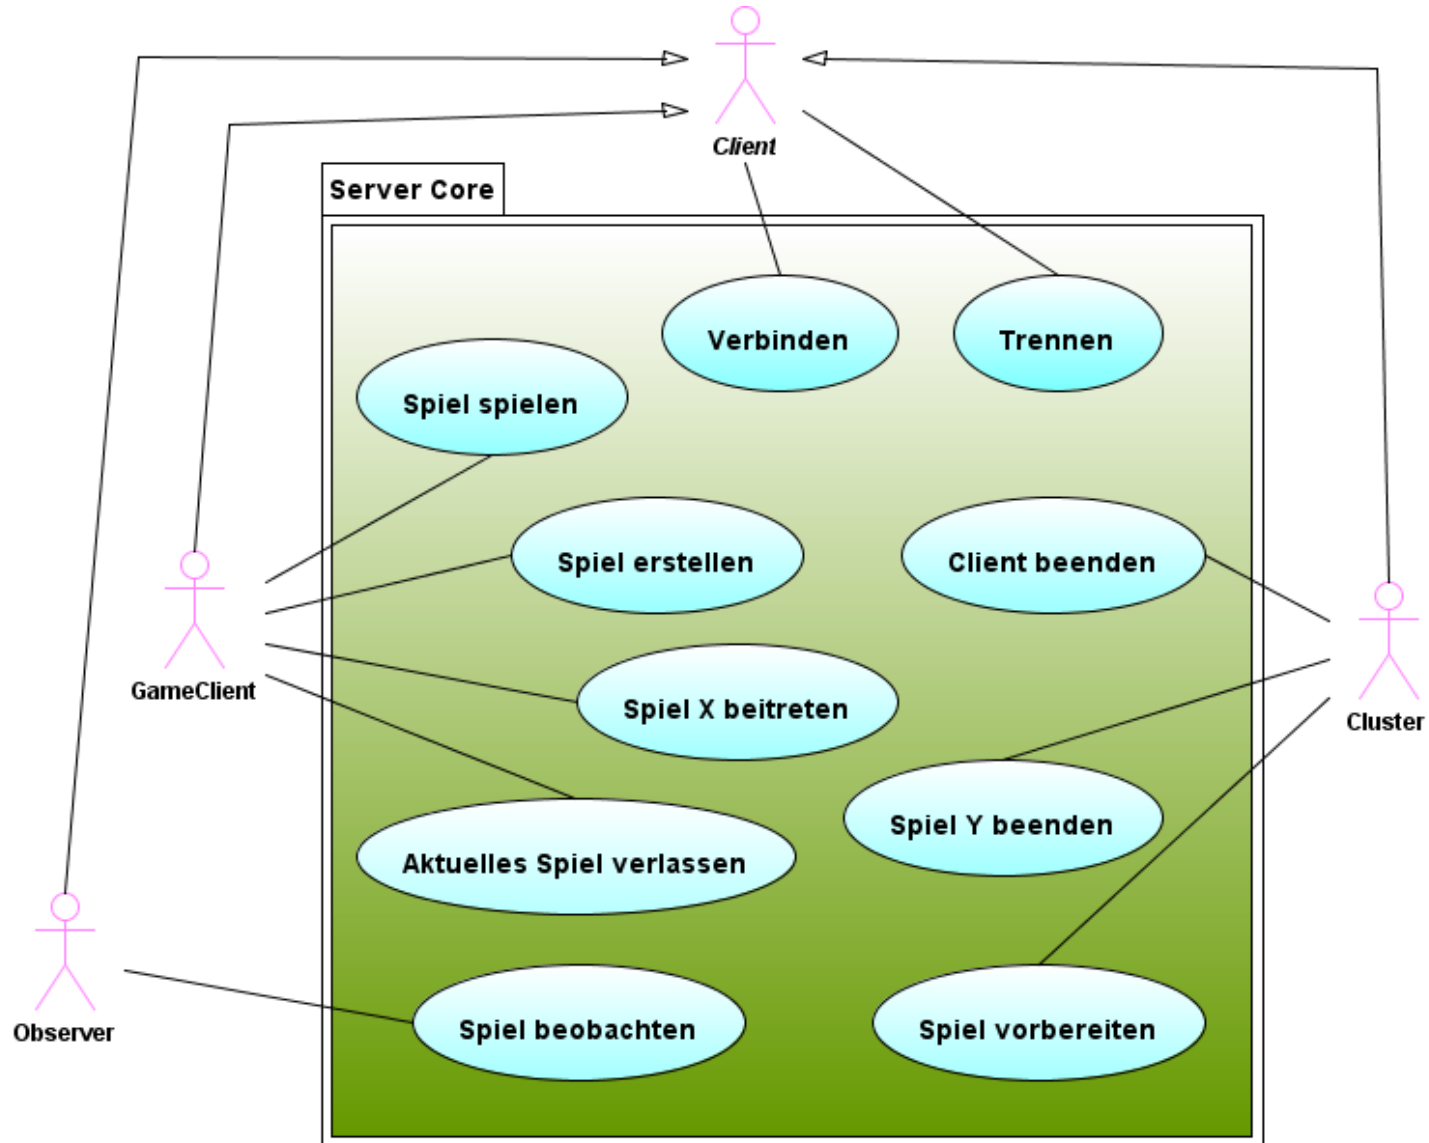 Client
Server Core
Verbinden
Trennen
Spiel spielen
Spiel erstellen
Client beenden
GameClient
Spiel X beitreten
Cluster
Spiel Y beenden
Aktuelles Spiel verlassen
Observer
Spiel beobachten
Spiel vorbereiten